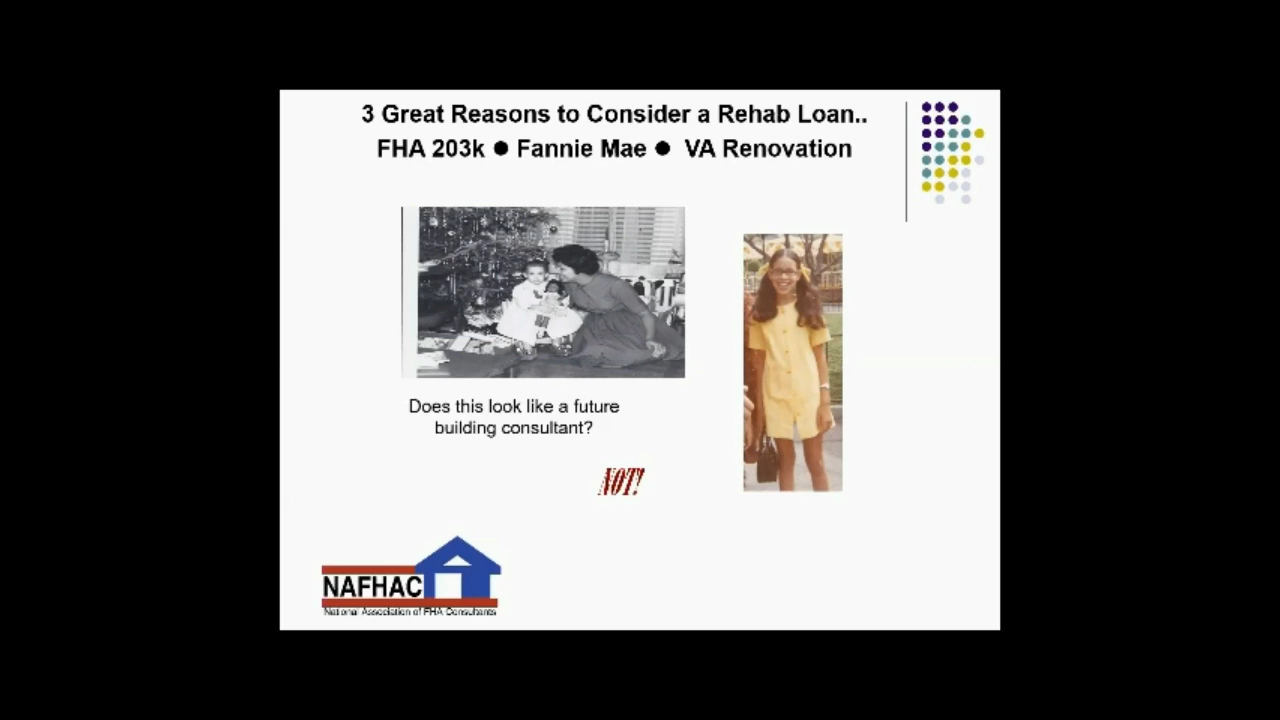 3 Great Reasons to Consider a Rehab Loan..
FHA 203k ● Fannie Mae ● VA Renovation
Does this look like a future
building consultant?
NOT!
NAFHAC
National Association of FHA Consultants